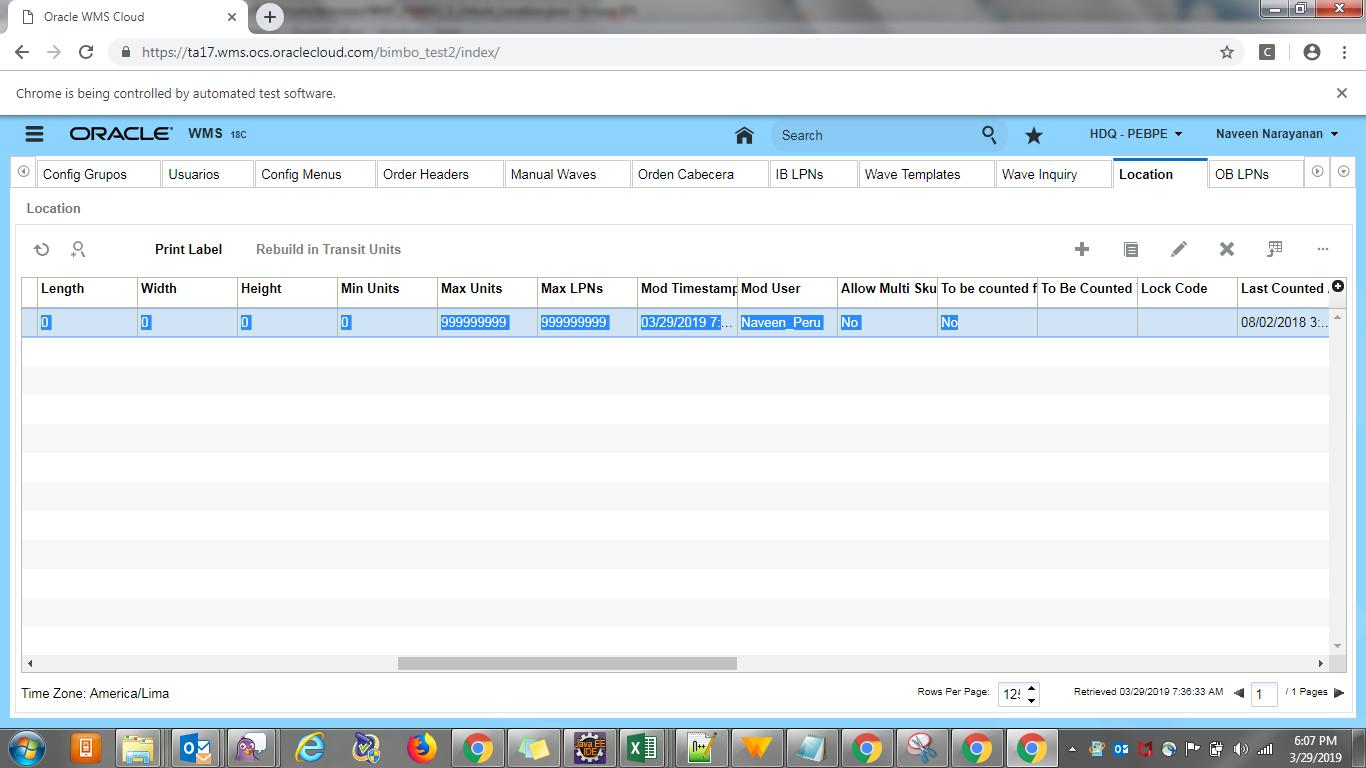 Oracle WMS Cloud
https://ta17.wms.ocs.oraclecloud.com/bimbo_test2/index/
C
Chrome is being controlled by automated test software.
ORACLE WMS 18C Search HDQ - PEBPE Naveen Narayanan
Config Grupos Usuarios Config Menus Order Headers Manual Waves Orden Cabecera IB LPNs Wave Templates Wave Inquiry Location OB LPNs
Location
Print Label Rebuild in Transit Units
Length Width Height Min Units Max Units Max LPNs Mod Timestamp Mod User Allow Multi Sku To be counted f To Be Counted Lock Code Last Counted
0 0 0 0 999999999 999999999 03/29/2019 7:... Naveen_Peru No No 08/02/2018 3:...
Time Zone: America/Lima Rows Per Page: 125 Retrieved 03/29/2019 7:36:33 AM 1 / 1 Pages
Java EE
IDE
6:07 PM
3/29/2019